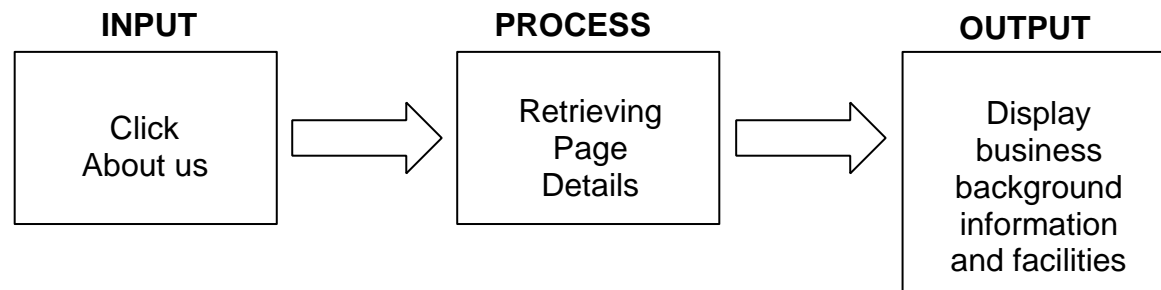 INPUT
Click
About us
PROCESS
Retrieving
Page
Details
OUTPUT
Display
business
background
information
and facilities